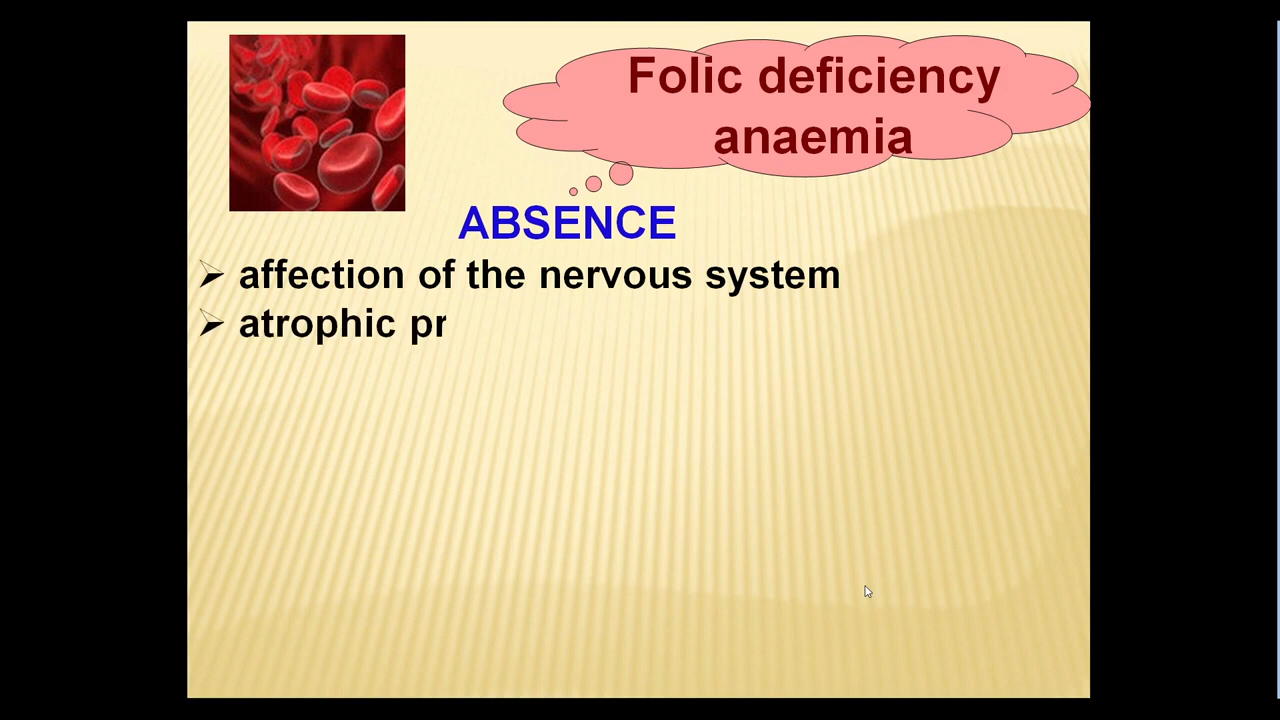 Folic deficiency
anaemia
ABSENCE
affection of the nervous system
atrophic pr